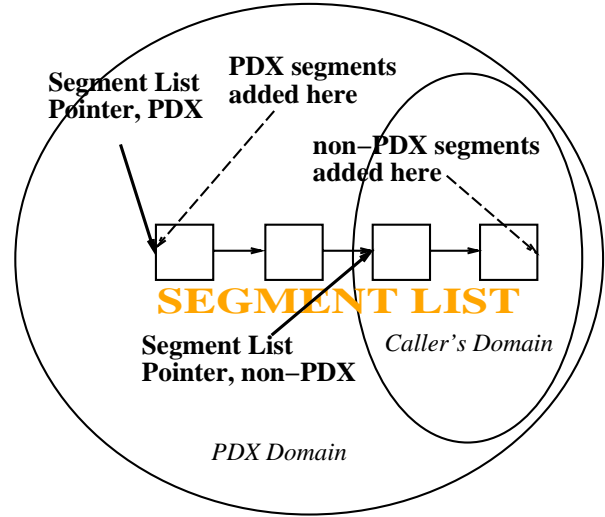 Segment List
Pointer, PDX
PDX segments
added here
non−PDX segments
added here
SEGMENT LIST
Segment List
Pointer, non−PDX
Caller's Domain
PDX Domain